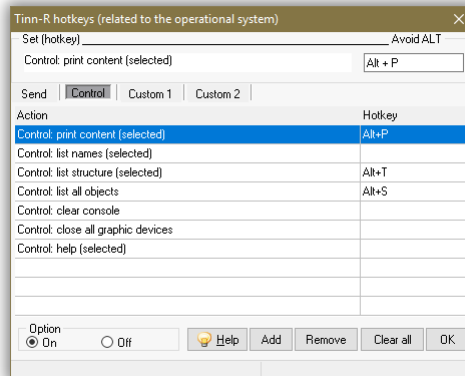 Tinn-R hotkeys (related to the operational system)
Set (hotkey) Avoid ALT
Control: print content (selected) Alt + P
Send Control Custom 1 Custom 2
Action Hotkey
Control: print content (selected) Alt+P
Control: list names (selected)
Control: list structure (selected) Alt+T
Control: list all objects Alt+S
Control: clear console
Control: close all graphic devices
Control: help (selected)
Option
On Off Help Add Remove Clear all OK